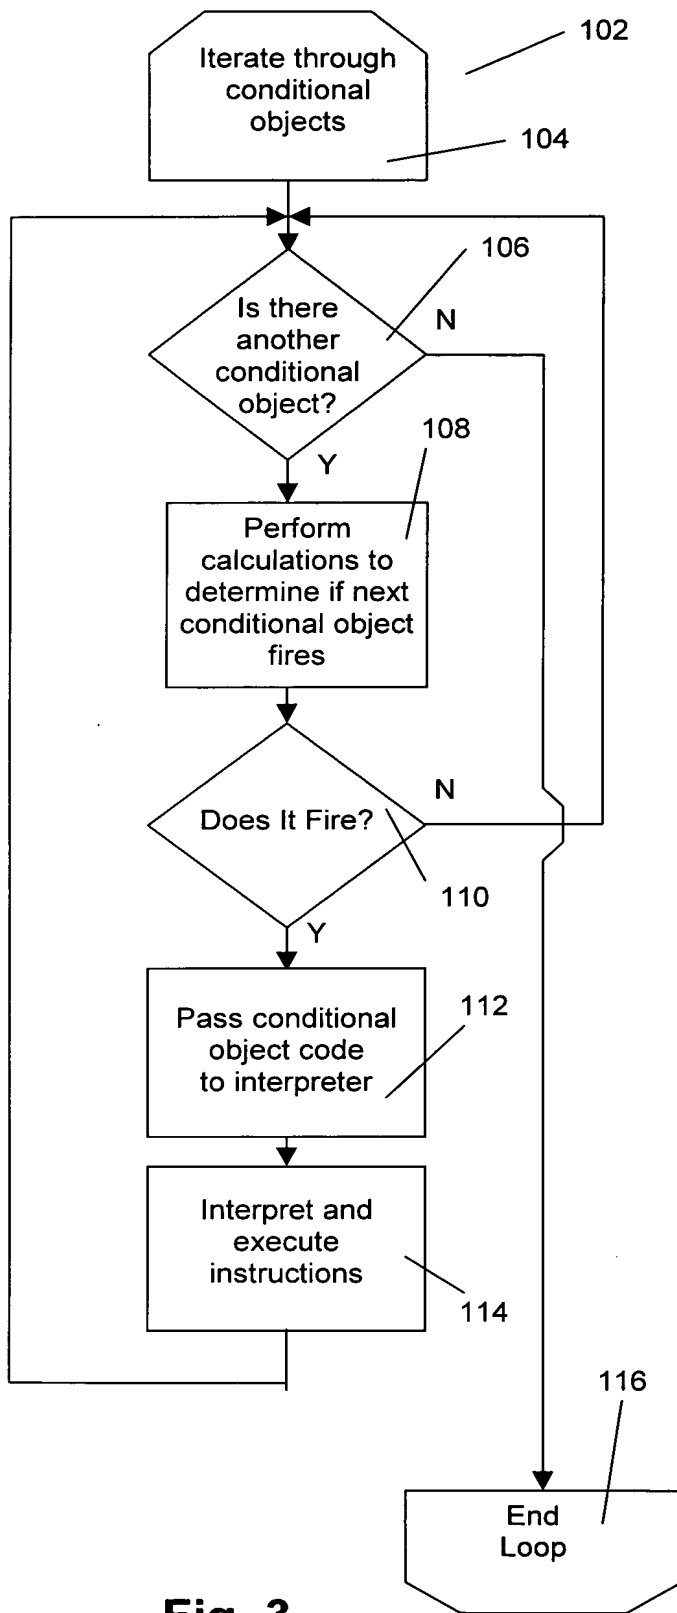 102
Iterate through
conditional
objects
104
106
Is there
another
conditional
object?
N
Y
108
Perform
calculations to
determine if next
conditional object
fires
Does It Fire?
N
110
Y
Pass conditional
object code
to interpreter
112
Interpret and
execute
instructions
114
116
End
Loop
Fig. 3